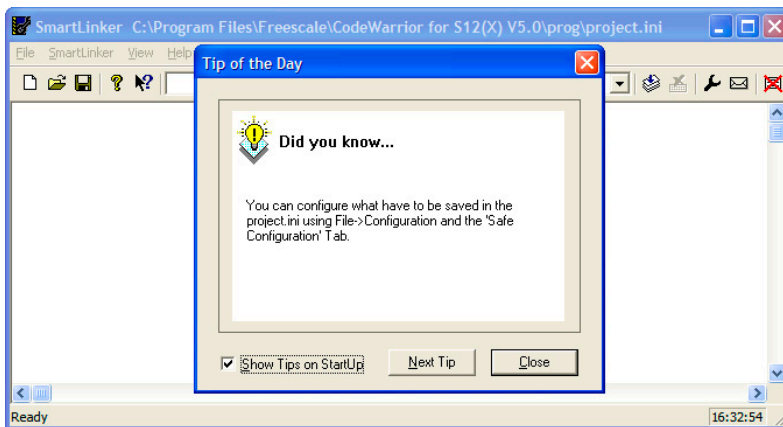 SmartLinker C:\Program Files\Freescale\CodeWarrior for S12(X) V5.0\prog\project.ini
File SmartLinker View Help
Tip of the Day
Did you know...
You can configure what have to be saved in the
project.ini using File->Configuration and the 'Safe
Configuration' Tab.
Show Tips on StartUp
Next Tip
Close
Ready
16:32:54